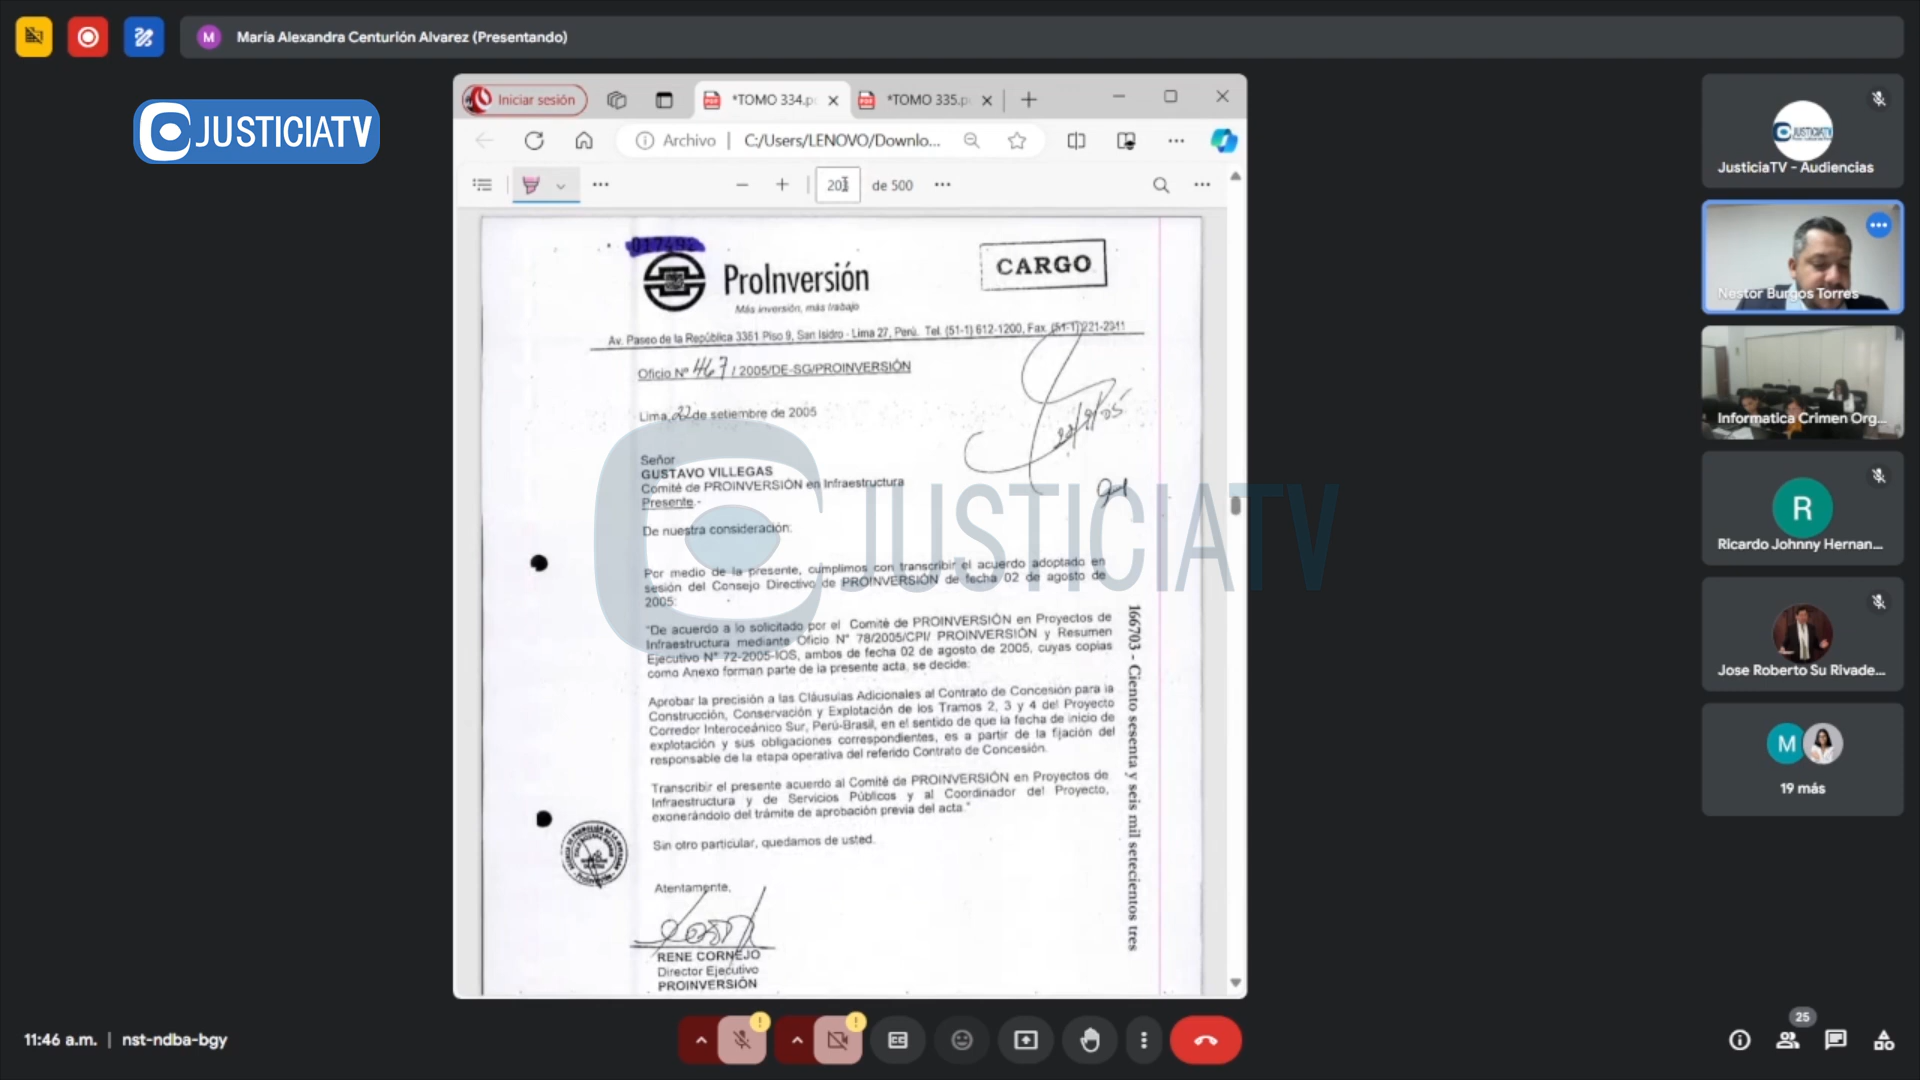 María Alexandra Centurión Alvarez (Presentando)
M
JUSTICIATV
Iniciar sesión
*TOMO 334.p
*TOMO 335.p
Archivo | C:/Users/LENOVO/Downlo...
de 500
017498
ProInversión
Más inversión, más trabajo
CARGO
Av. Paseo de la República 3361 Piso 9, San Isidro - Lima 27, Perú. Tel. (51-1) 612-1200, Fax. (51-1) 221-2941
Oficio N° 467 / 2005/DE-SG/PROINVERSIÓN
Lima, 22 de setiembre de 2005
Señor
GUSTAVO VILLEGAS
Comité de PROINVERSIÓN en Infraestructura
Presente.-
De nuestra consideración:
Por medio de la presente, cumplimos con transcribir el acuerdo adoptado en
sesión del Consejo Directivo de PROINVERSIÓN de fecha 02 de agosto de
2005:
"De acuerdo a lo solicitado por el Comité de PROINVERSIÓN en Proyectos de
Infraestructura mediante Oficio N° 78/2005/CPI/ PROINVERSIÓN y Resumen
Ejecutivo N° 72-2005-IOS, ambos de fecha 02 de agosto de 2005, cuyas copias
como Anexo forman parte de la presente acta, se decide:
Aprobar la precisión a las Cláusulas Adicionales al Contrato de Concesión para la
Construcción, Conservación y Explotación de los Tramos 2, 3 y 4 del Proyecto
Corredor Interoceánico Sur, Perú-Brasil, en el sentido de que la fecha de inicio de
explotación y sus obligaciones correspondientes, es a partir de la fijación del
responsable de la etapa operativa del referido Contrato de Concesión.
Transcribir el presente acuerdo al Comité de PROINVERSIÓN en Proyectos de
Infraestructura y de Servicios Públicos y al Coordinador del Proyecto,
exonerándolo del trámite de aprobación previa del acta."
Sin otro particular, quedamos de usted.
Atentamente,
RENE CORNEJO
Director Ejecutivo
PROINVERSIÓN
166703 - Ciento sesenta y seis mil setecientos tres
JUSTICIATV
JUSTICIATV
JusticiaTV - Audiencias
Nestor Burgos Torres
Informatica Crimen Org...
R
Ricardo Johnny Hernan...
Jose Roberto Su Rivade...
M
19 más
11:46 a.m. | nst-ndba-bgy
25